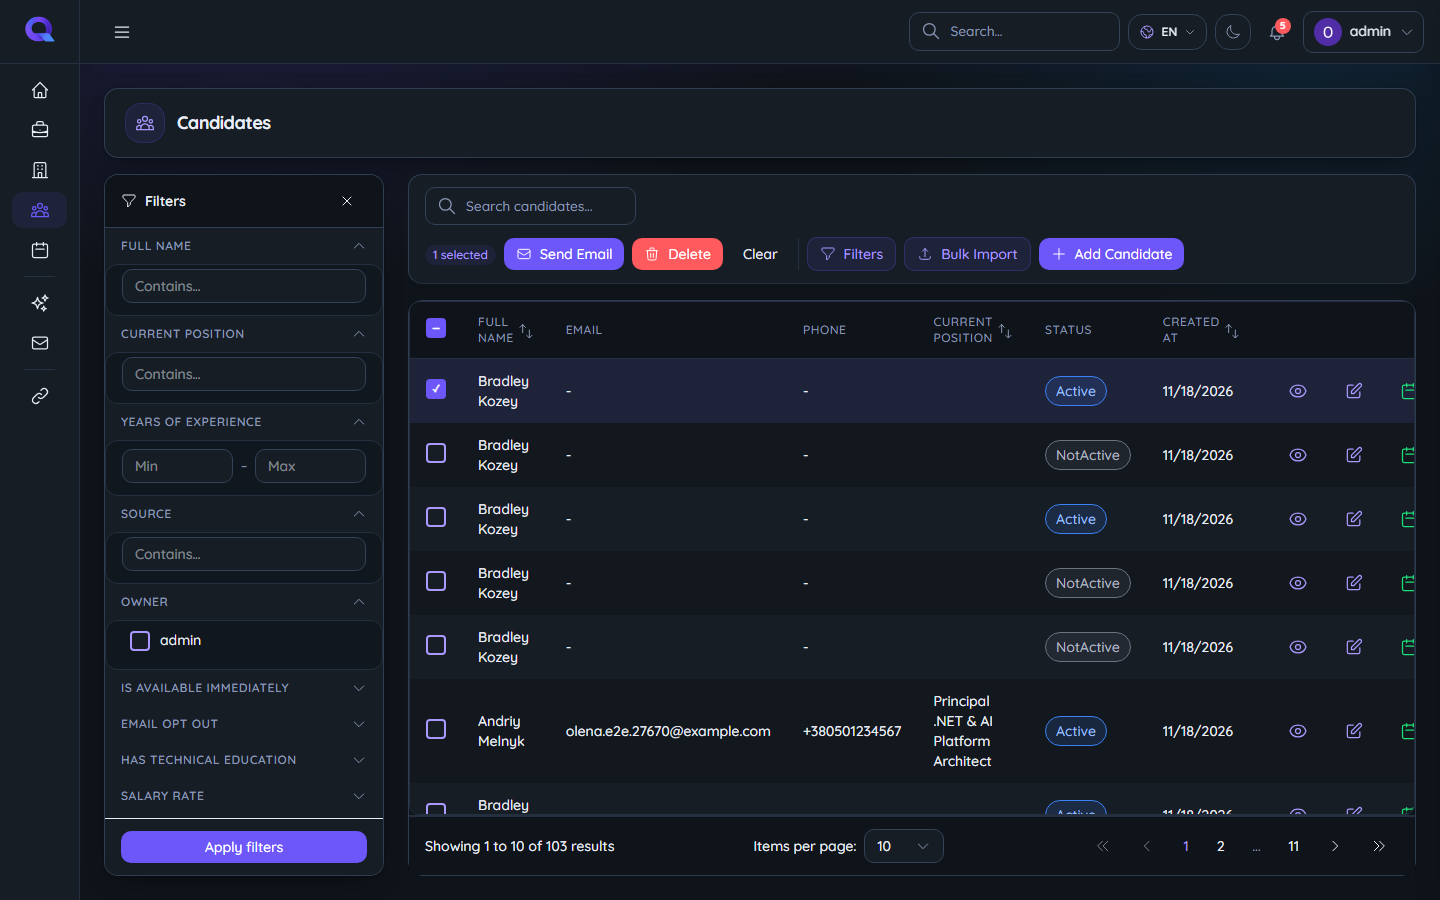 Search...
EN
5
O
admin
Candidates
Filters
FULL NAME
Contains...
CURRENT POSITION
Contains...
YEARS OF EXPERIENCE
Min
-
Max
SOURCE
Contains...
OWNER
admin
IS AVAILABLE IMMEDIATELY
EMAIL OPT OUT
HAS TECHNICAL EDUCATION
SALARY RATE
Apply filters
Search candidates...
1 selected
Send Email
Delete
Clear
Filters
Bulk Import
Add Candidate
FULL NAME
EMAIL
PHONE
CURRENT POSITION
STATUS
CREATED AT
Bradley Kozey - - Active 11/18/2026
Bradley Kozey - - NotActive 11/18/2026
Bradley Kozey - - Active 11/18/2026
Bradley Kozey - - NotActive 11/18/2026
Bradley Kozey - - NotActive 11/18/2026
Andriy Melnyk olena.e2e.27670@example.com +380501234567 Principal .NET & AI Platform Architect Active 11/18/2026
Bradley Active 11/18/2026
Showing 1 to 10 of 103 results
Items per page: 10
1 2 ... 11